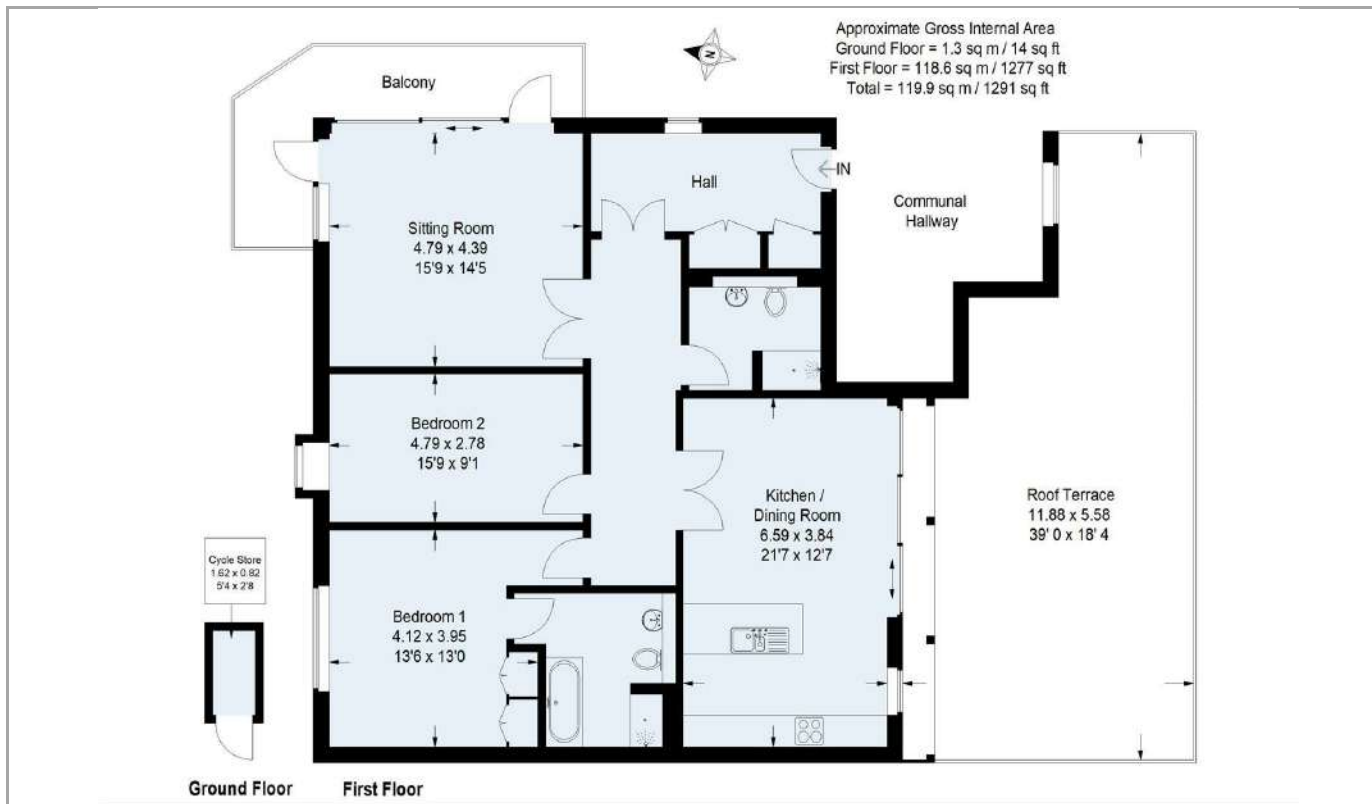 Approximate Gross Internal Area
Ground Floor = 1.3 sq m / 14 sq ft
First Floor = 118.6 sq m / 1277 sq ft
Total = 119.9 sq m / 1291 sq ft
N
Balcony
Hall
IN
Communal
Hallway
Sitting Room
4.79 x 4.39
15'9 x 14'5
Bedroom 2
4.79 x 2.78
15'9 x 9'1
Kitchen /
Dining Room
6.59 x 3.84
21'7 x 12'7
Roof Terrace
11.88 x 5.58
39' 0 x 18' 4
Cycle Store
1.62 x 0.82
5'4 x 2'8
Bedroom 1
4.12 x 3.95
13'6 x 13'0
Ground Floor
First Floor